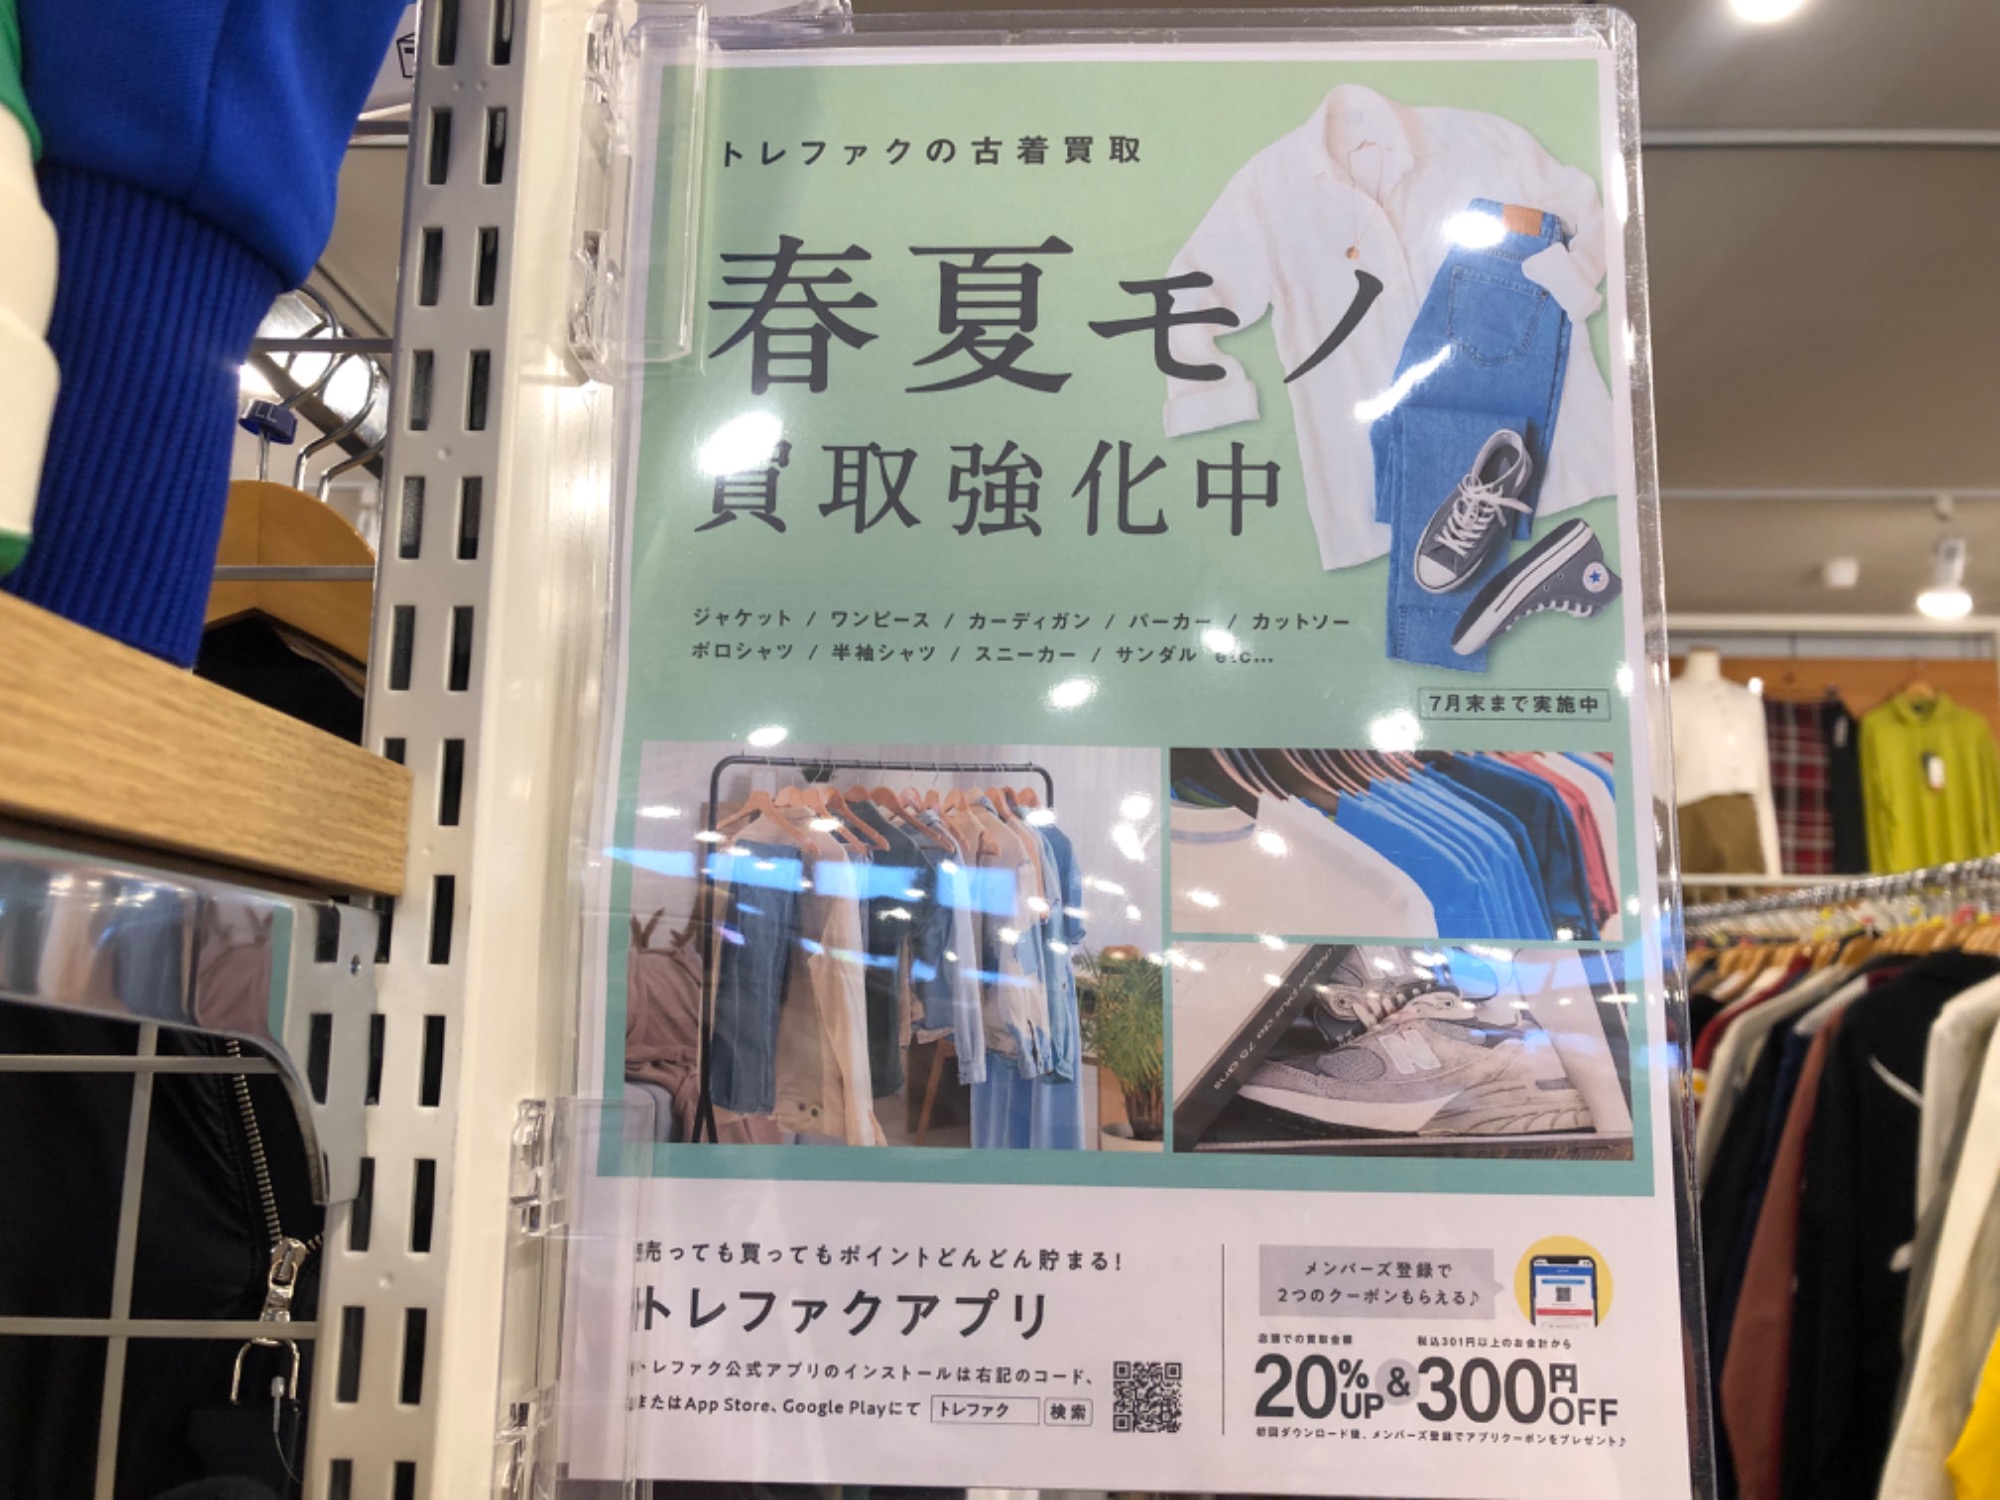 トレファクの古着買取
春夏モノ
買取強化中
ジャケット / ワンピース / カーディガン / パーカー / カットソー
ポロシャツ / 半袖シャツ / スニーカー / サンダル etc...
7月末まで実施中
売っても買ってもポイントどんどん貯まる!
トレファクアプリ
トレファク公式アプリのインストールは右記のコード、
またはApp Store、Google Playにて トレファク 検索
メンバーズ登録で
2つのクーポンもらえる♪
店頭での買取金額 税込301円以上のお会計から
20%UP & 300円OFF
初回ダウンロード後、メンバーズ登録でアプリクーポンをプレゼント♪